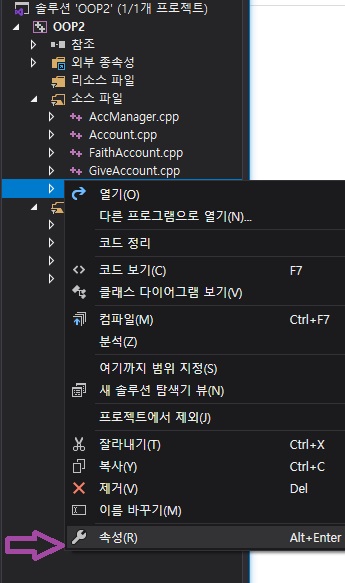 솔루션 'OOP2' (1/1개 프로젝트)
OOP2
참조
외부 종속성
리소스 파일
소스 파일
AccManager.cpp
Account.cpp
FaithAccount.cpp
GiveAccount.cpp
열기(O)
다른 프로그램으로 열기(N)...
코드 정리
코드 보기(C) F7
클래스 다이어그램 보기(V)
컴파일(M) Ctrl+F7
분석(Z)
여기까지 범위 지정(S)
새 솔루션 탐색기 뷰(N)
프로젝트에서 제외(J)
잘라내기(T) Ctrl+X
복사(Y) Ctrl+C
제거(V) Del
이름 바꾸기(M)
속성(R) Alt+Enter